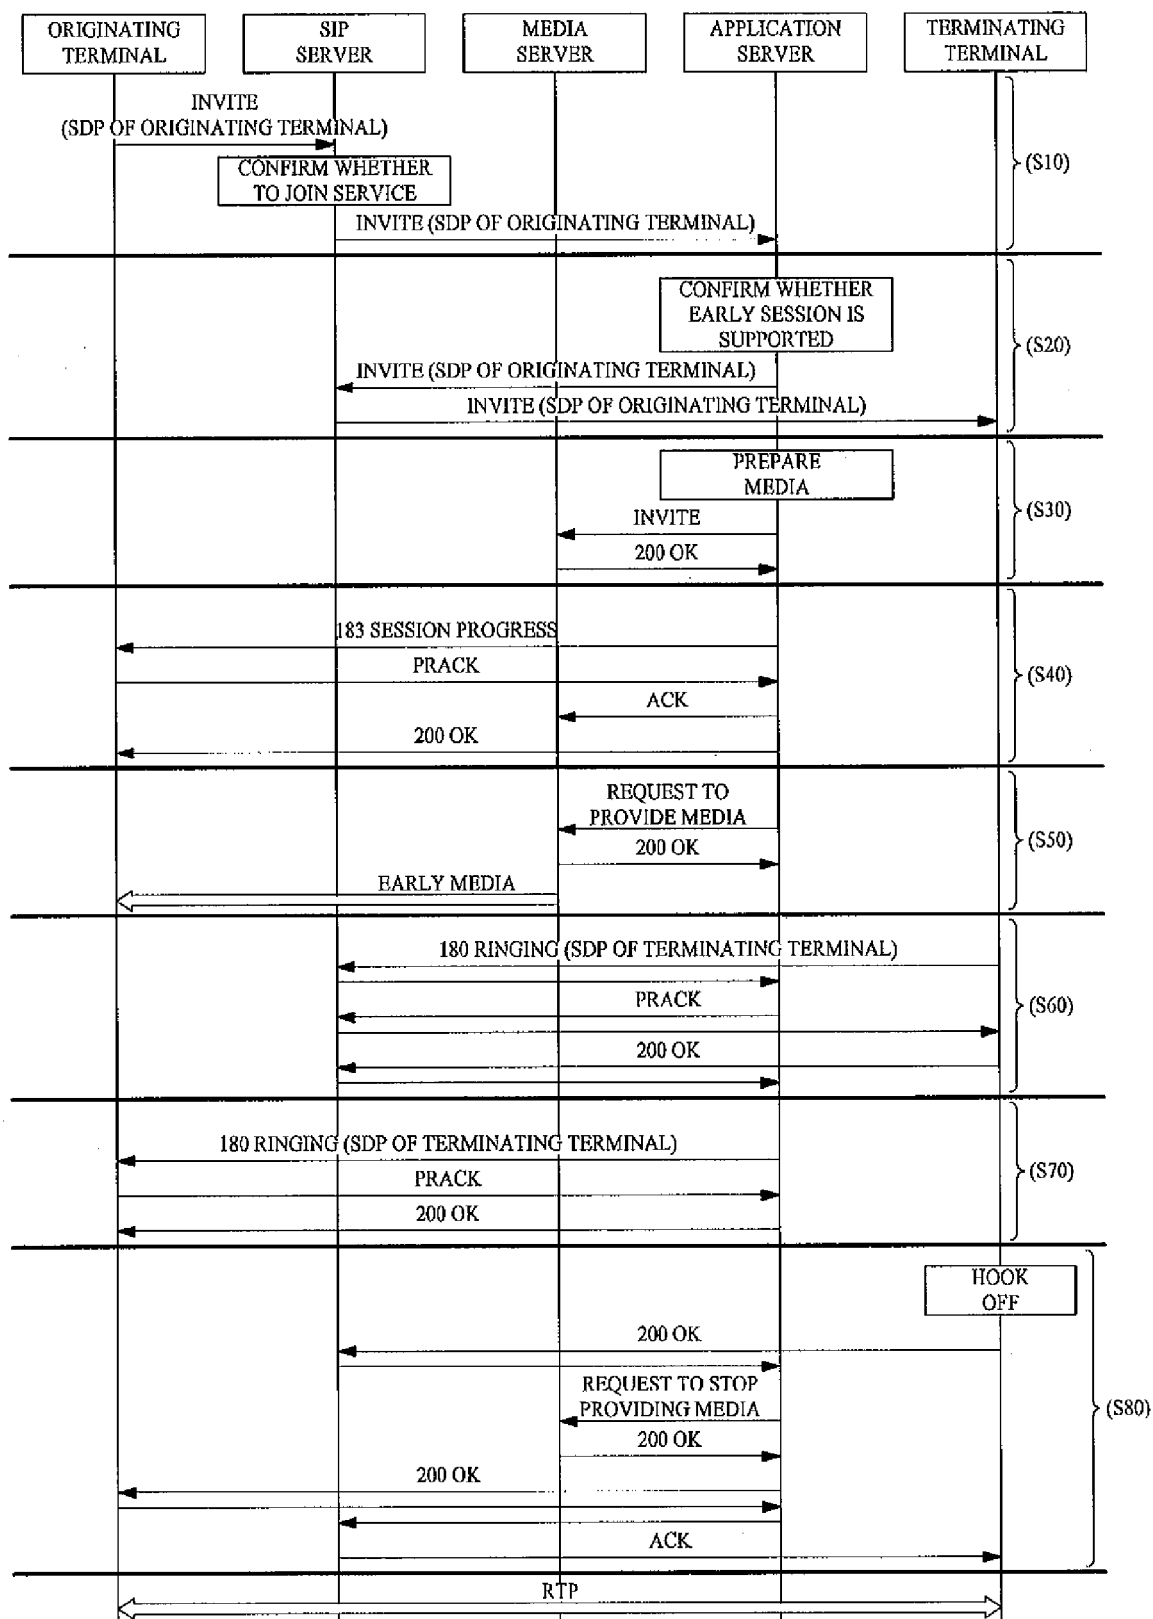 ORIGINATING
TERMINAL
SIP
SERVER
MEDIA
SERVER
APPLICATION
SERVER
TERMINATING
TERMINAL
INVITE
(SDP OF ORIGINATING TERMINAL)
CONFIRM WHETHER
TO JOIN SERVICE
(S10)
INVITE (SDP OF ORIGINATING TERMINAL)
CONFIRM WHETHER
EARLY SESSION IS
SUPPORTED
(S20)
INVITE (SDP OF ORIGINATING TERMINAL)
INVITE (SDP OF ORIGINATING TERMINAL)
PREPARE
MEDIA
(S30)
INVITE
200 OK
183 SESSION PROGRESS
PRACK
(S40)
ACK
200 OK
REQUEST TO
PROVIDE MEDIA
(S50)
200 OK
EARLY MEDIA
180 RINGING (SDP OF TERMINATING TERMINAL)
PRACK
(S60)
200 OK
180 RINGING (SDP OF TERMINATING TERMINAL)
(S70)
PRACK
200 OK
HOOK
OFF
200 OK
REQUEST TO STOP
PROVIDING MEDIA
(S80)
200 OK
200 OK
ACK
RTP